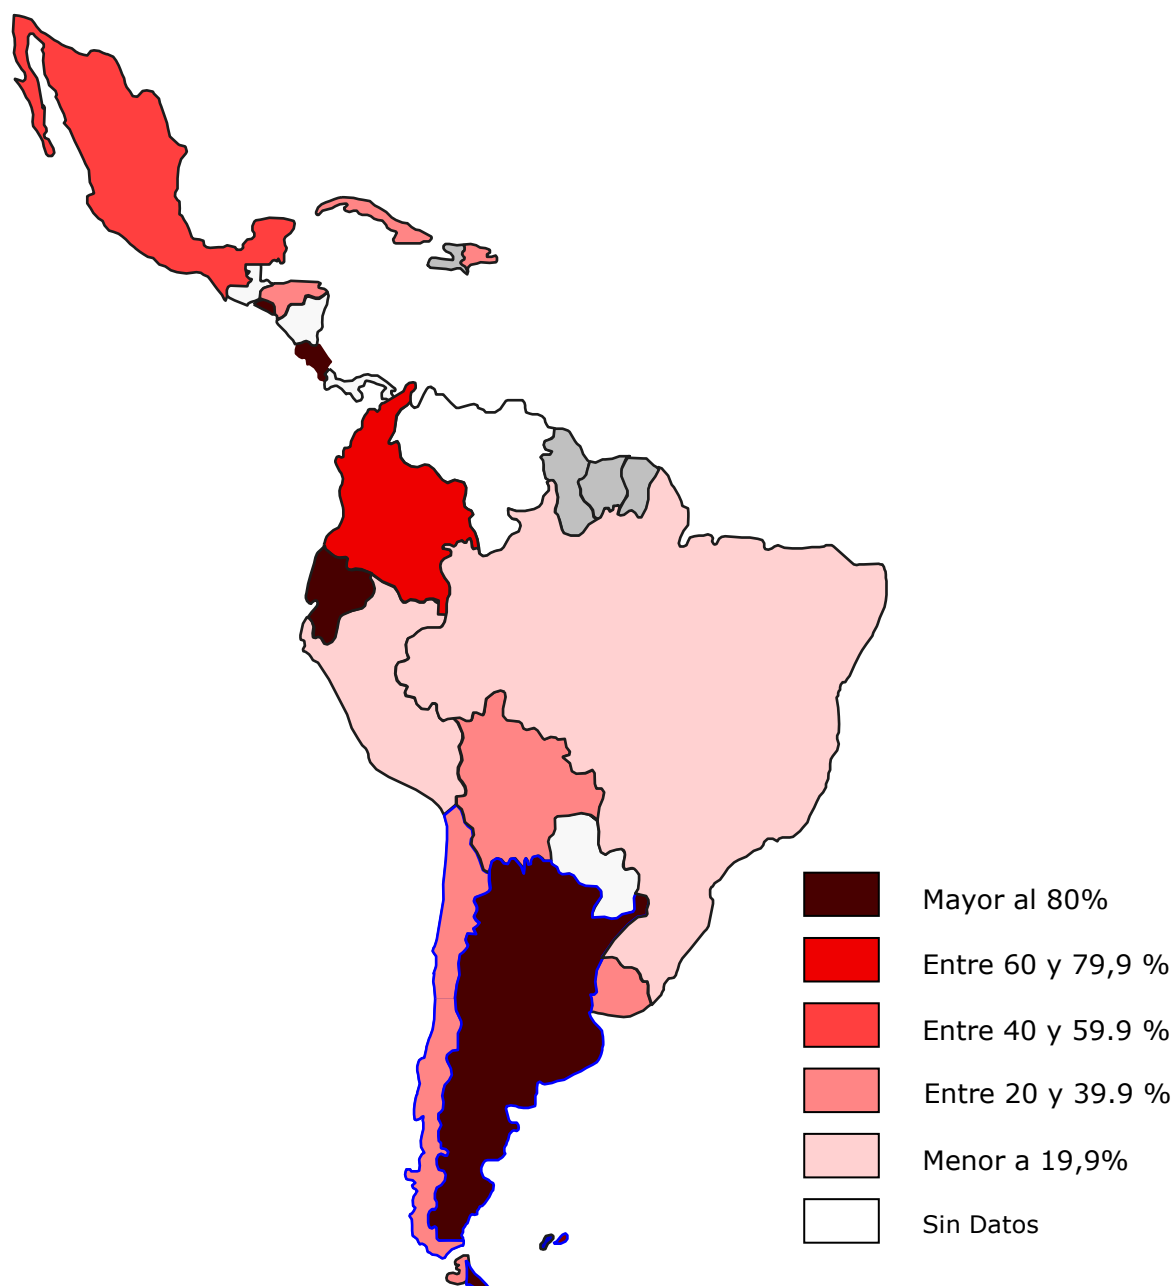 Mayor al 80%
Entre 60 y 79,9 %
Entre 40 y 59.9 %
Entre 20 y 39.9 %
Menor a 19,9%
Sin Datos